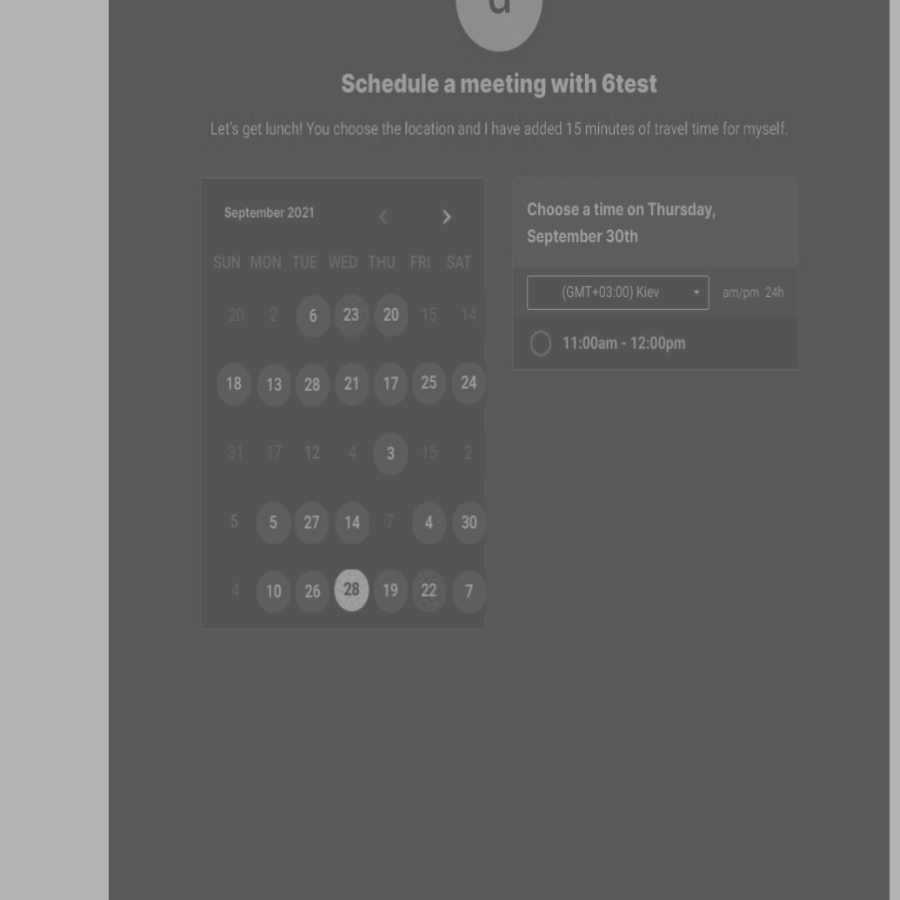 d
Schedule a meeting with 6test
Let's get lunch! You choose the location and I have added 15 minutes of travel time for myself.
September 2021
SUN MON TUE WED THU FRI SAT
20 2 6 23 20 15 14
18 13 28 21 17 25 24
31 17 12 4 3 15 2
5 5 27 14 7 4 30
4 10 26 28 19 22 7
Choose a time on Thursday,
September 30th
(GMT+03:00) Kiev am/pm 24h
11:00am - 12:00pm